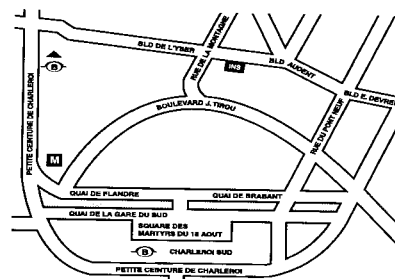 BLD DE L'YSER
RUE DE LA MONTAGNE
B
INS
BLD AUDENT
BLD E. DEVREU
PETITE CEINTURE DE CHARLEROI
BOULEVARD J. TIROU
RUE DU PONT NEUF
M
QUAI DE FLANDRE
QUAI DE BRABANT
QUAI DE LA GARE DU SUD
SQUARE DES
MARTYRS DU 18 AOUT
B
CHARLEROI SUD
PETITE CEINTURE DE CHARLEROI